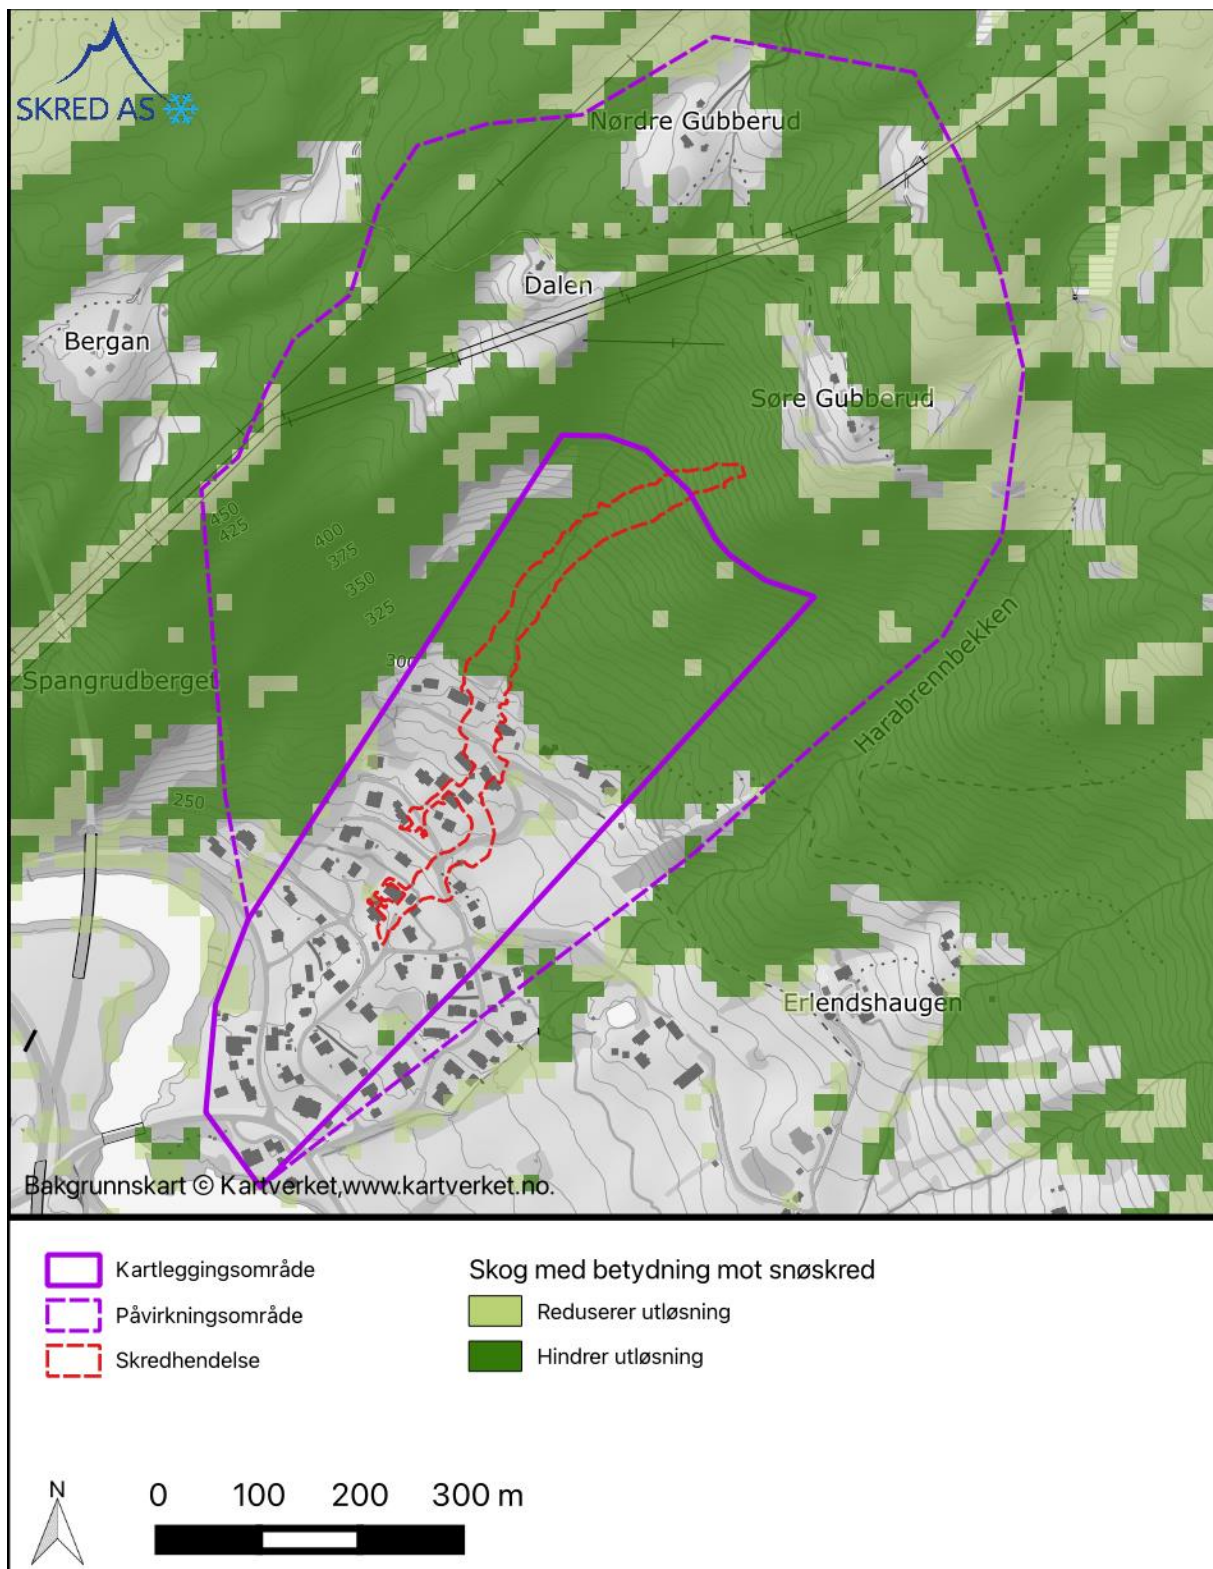 SKRED AS
Nørdre Gubberud
Dalen
Bergan
Søre Gubberud
450
425
400
375
350
325
300
Spangrudberget
Harabrennbekken
250
Erlendshaugen
Bakgrunnskart © Kartverket,www.kartverket.no.
Kartleggingsområde
Påvirkningsområde
Skredhendelse
Skog med betydning mot snøskred
Reduserer utløsning
Hindrer utløsning
N
0 100 200 300 m